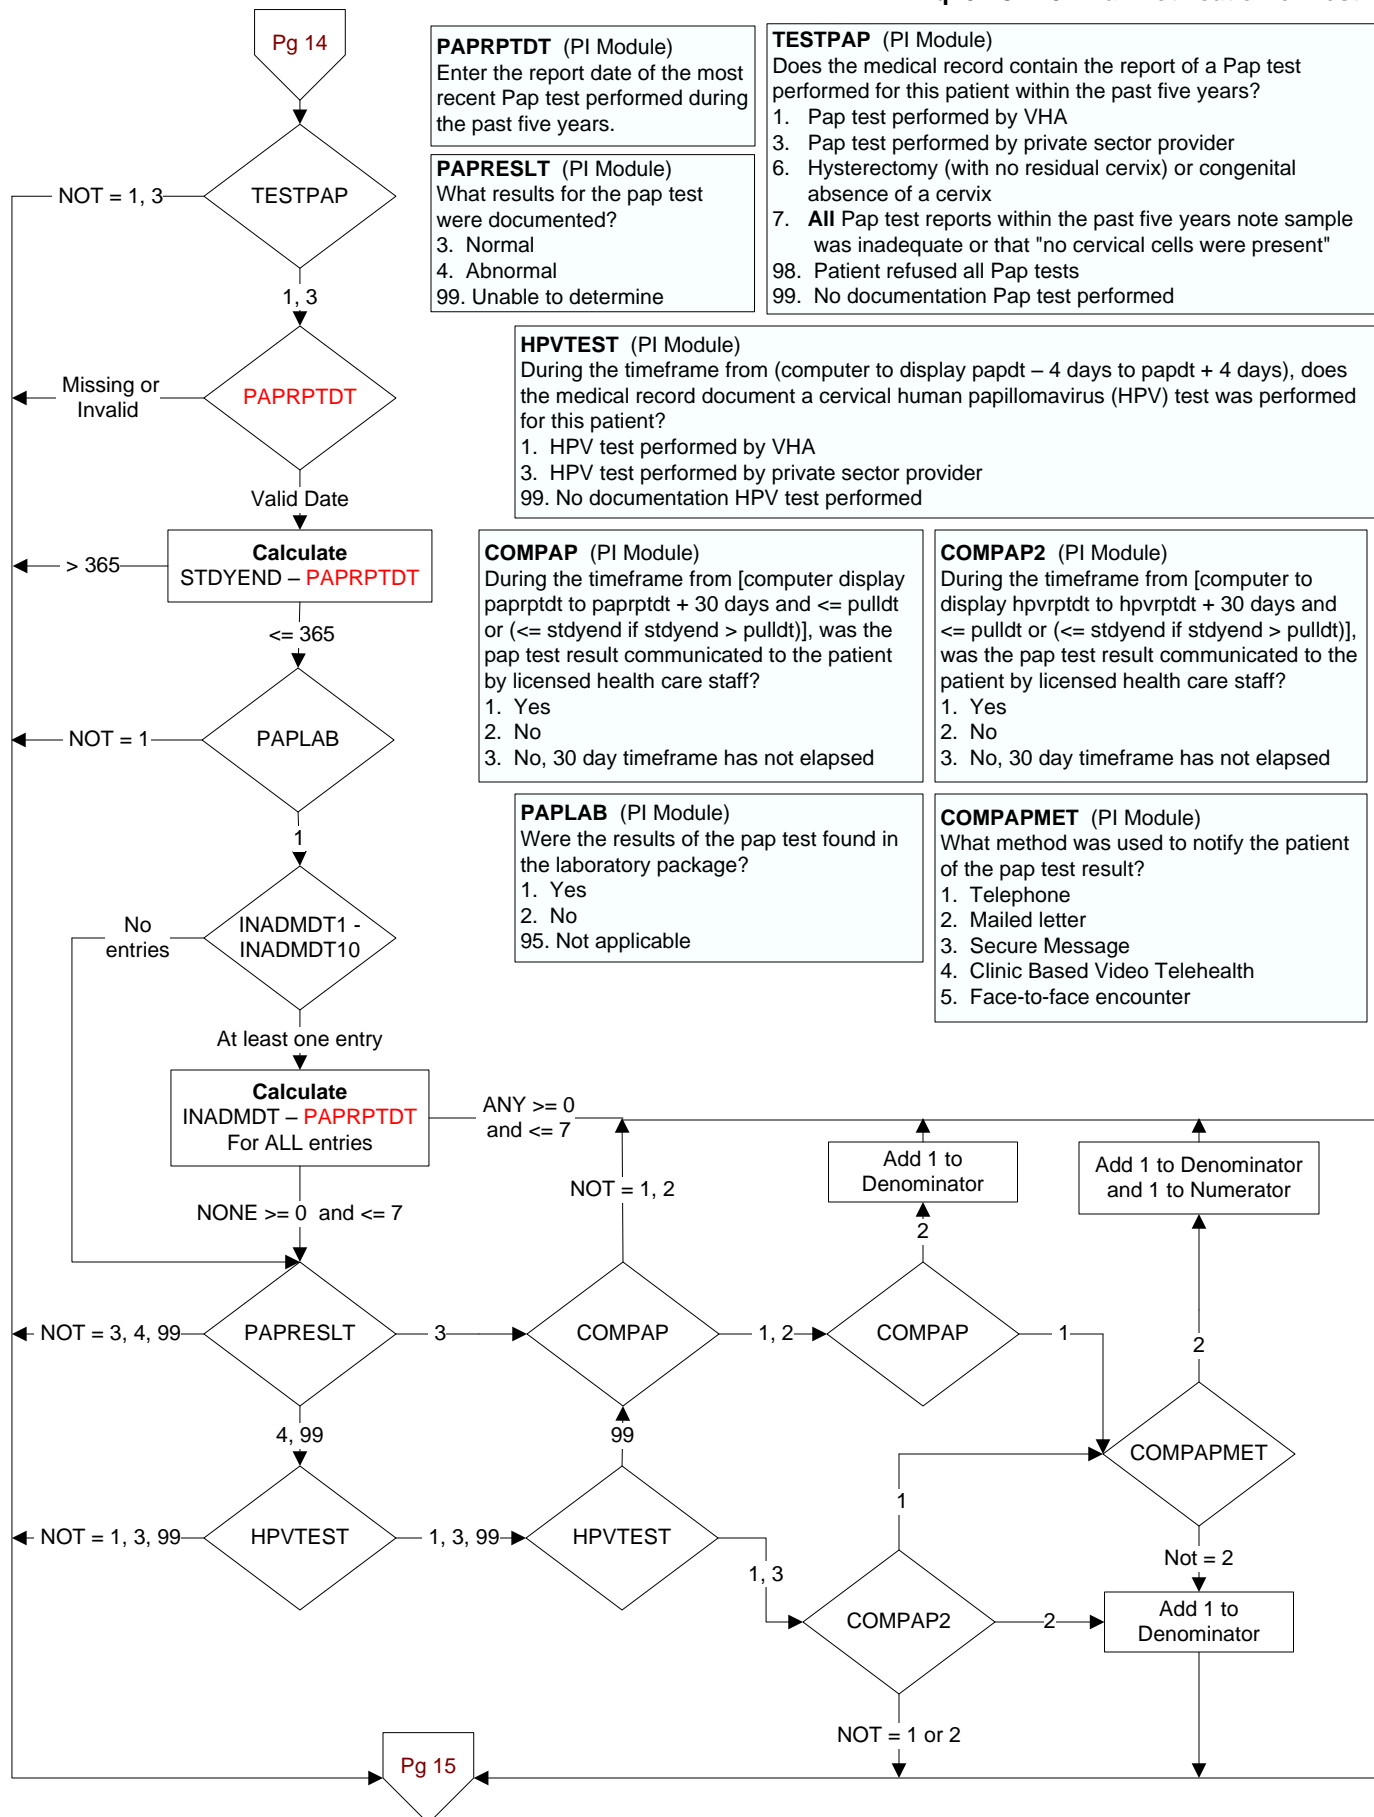 Pg 14
PAPRPTDT (PI Module)
Enter the report date of the most
recent Pap test performed during
the past five years.
TESTPAP (PI Module)
Does the medical record contain the report of a Pap test
performed for this patient within the past five years?
1. Pap test performed by VHA
3. Pap test performed by private sector provider
6. Hysterectomy (with no residual cervix) or congenital
absence of a cervix
7. All Pap test reports within the past five years note sample
was inadequate or that "no cervical cells were present"
98. Patient refused all Pap tests
99. No documentation Pap test performed
PAPRESLT (PI Module)
What results for the pap test
were documented?
3. Normal
4. Abnormal
99. Unable to determine
NOT = 1, 3
TESTPAP
1, 3
HPVTEST (PI Module)
During the timeframe from (computer to display papdt – 4 days to papdt + 4 days), does
the medical record document a cervical human papillomavirus (HPV) test was performed
for this patient?
1. HPV test performed by VHA
3. HPV test performed by private sector provider
99. No documentation HPV test performed
Missing or
Invalid
PAPRPTDT
Valid Date
Calculate
STDYEND – PAPRPTDT
> 365
<= 365
COMPAP (PI Module)
During the timeframe from [computer display
paprptdt to paprptdt + 30 days and <= pulldt
or (<= stdyend if stdyend > pulldt)], was the
pap test result communicated to the patient
by licensed health care staff?
1. Yes
2. No
3. No, 30 day timeframe has not elapsed
COMPAP2 (PI Module)
During the timeframe from [computer to
display hpvrptdt to hpvrptdt + 30 days and
<= pulldt or (<= stdyend if stdyend > pulldt)],
was the pap test result communicated to the
patient by licensed health care staff?
1. Yes
2. No
3. No, 30 day timeframe has not elapsed
NOT = 1
PAPLAB
1
PAPLAB (PI Module)
Were the results of the pap test found in
the laboratory package?
1. Yes
2. No
95. Not applicable
COMPAPMET (PI Module)
What method was used to notify the patient
of the pap test result?
1. Telephone
2. Mailed letter
3. Secure Message
4. Clinic Based Video Telehealth
5. Face-to-face encounter
No
entries
INADMDT1 -
INADMDT10
At least one entry
Calculate
INADMDT – PAPRPTDT
For ALL entries
ANY >= 0
and <= 7
NONE >= 0 and <= 7
NOT = 1, 2
Add 1 to
Denominator
Add 1 to Denominator
and 1 to Numerator
2
2
NOT = 3, 4, 99
PAPRESLT
3
COMPAP
1, 2
COMPAP
1
4, 99
99
COMPAPMET
1
NOT = 1, 3, 99
HPVTEST
1, 3, 99
HPVTEST
1, 3
Not = 2
COMPAP2
2
Add 1 to
Denominator
NOT = 1 or 2
Pg 15